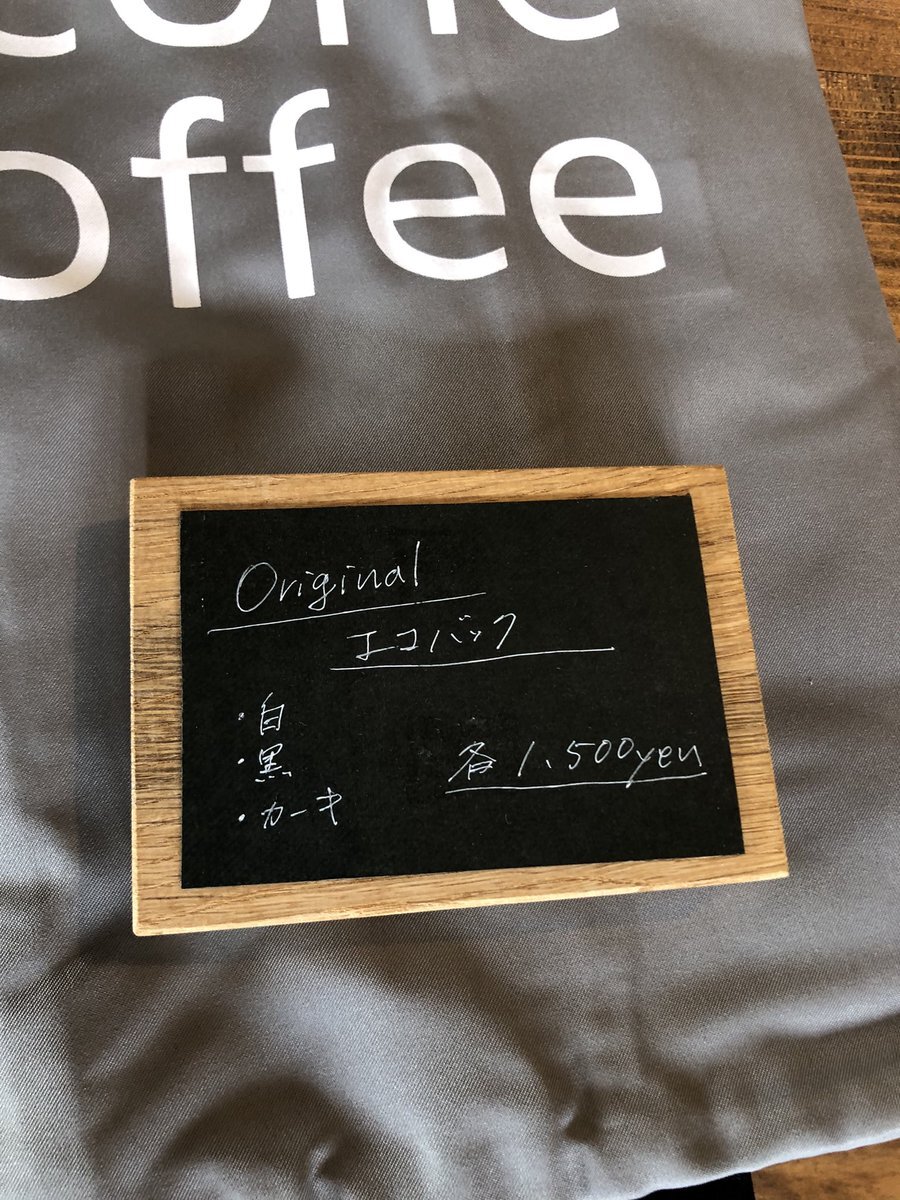 offee
Original
エコバック
・白
・黒
・カーキ
各 1,500yen